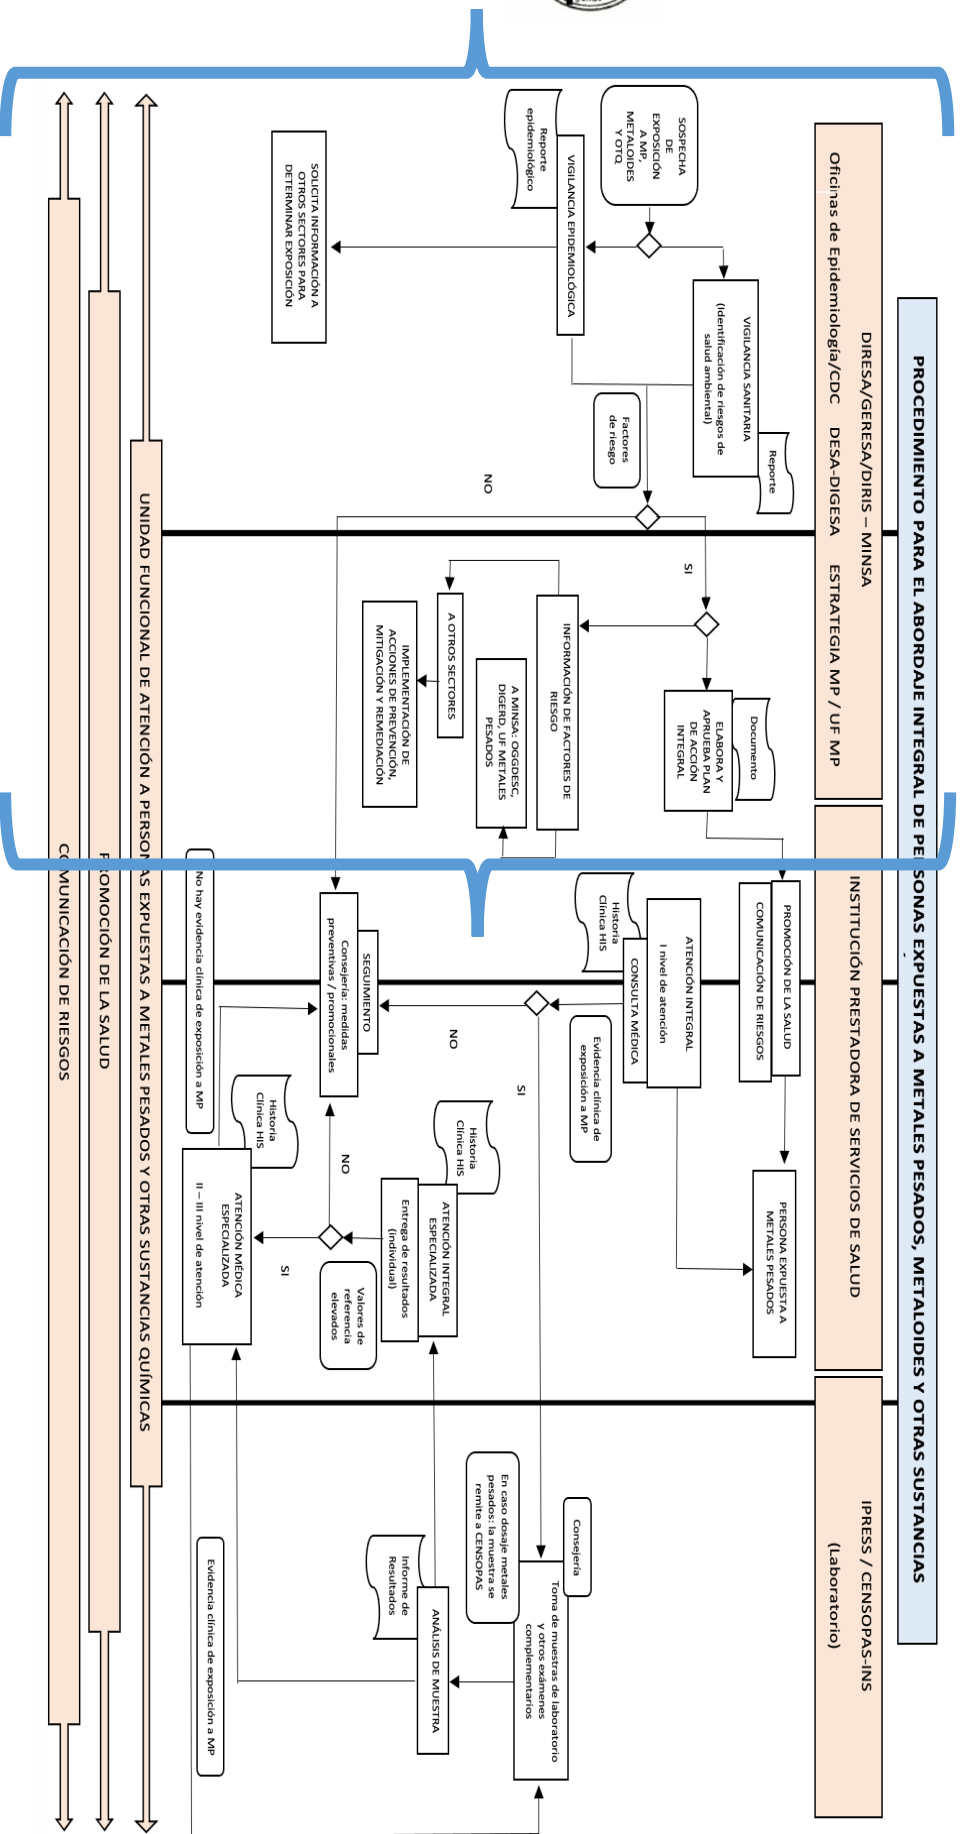 PROCEDIMIENTO PARA EL ABORDAJE INTEGRAL DE PERSONAS EXPUESTAS A METALES PESADOS, METALOIDES Y OTRAS SUSTANCIAS
DIRESA/GERESA/DIRIS – MINSA
Oficinas de Epidemiología/CDC DESA-DIGESA ESTRATEGIA MP / UF MP
INSTITUCIÓN PRESTADORA DE SERVICIOS DE SALUD
IPRESS / CENSOPAS-INS
(Laboratorio)
SOSPECHA
DE
EXPOSICIÓN
A MP,
METALOIDES
Y OTQ
VIGILANCIA SANITARIA
(Identificación de riesgos de
salud ambiental)
Reporte
VIGILANCIA EPIDEMIOLÓGICA
Reporte
epidemiológico
SOLICITA INFORMACIÓN A
OTROS SECTORES PARA
DETERMINAR EXPOSICIÓN
Factores
de riesgo
NO
SI
ELABORA Y
APRUEBA PLAN
DE ACCIÓN
INTEGRAL
Documento
INFORMACIÓN DE FACTORES DE
RIESGO
A MINSA: OGGDESC,
DIGERD, UF METALES
PESADOS
A OTROS SECTORES
IMPLEMENTACIÓN DE
ACCIONES DE PREVENCIÓN,
MITIGACIÓN Y REMEDIACIÓN
PROMOCIÓN DE LA SALUD
COMUNICACIÓN DE RIESGOS
PERSONA EXPUESTA A
METALES PESADOS
ATENCIÓN INTEGRAL
I nivel de atención
CONSULTA MÉDICA
Historia
Clínica HIS
Evidencia clínica de
exposición a MP
NO
SI
SEGUIMIENTO
Consejería: medidas
preventivas / promocionales
ATENCIÓN INTEGRAL
ESPECIALIZADA
Entrega de resultados
(individual)
Historia
Clínica HIS
Valores de
referencia
elevados
NO
SI
ATENCIÓN MÉDICA
ESPECIALIZADA
II – III nivel de atención
Historia
Clínica HIS
No hay evidencia clínica de exposición a MP
Consejería
Toma de muestras de laboratorio
y otros exámenes
complementarios
En caso dosaje metales
pesados: la muestra se
remite a CENSOPAS
ANÁLISIS DE MUESTRA
Informe de
Resultados
Evidencia clínica de exposición a MP
UNIDAD FUNCIONAL DE ATENCIÓN A PERSONAS EXPUESTAS A METALES PESADOS Y OTRAS SUSTANCIAS QUÍMICAS
PROMOCIÓN DE LA SALUD
COMUNICACIÓN DE RIESGOS